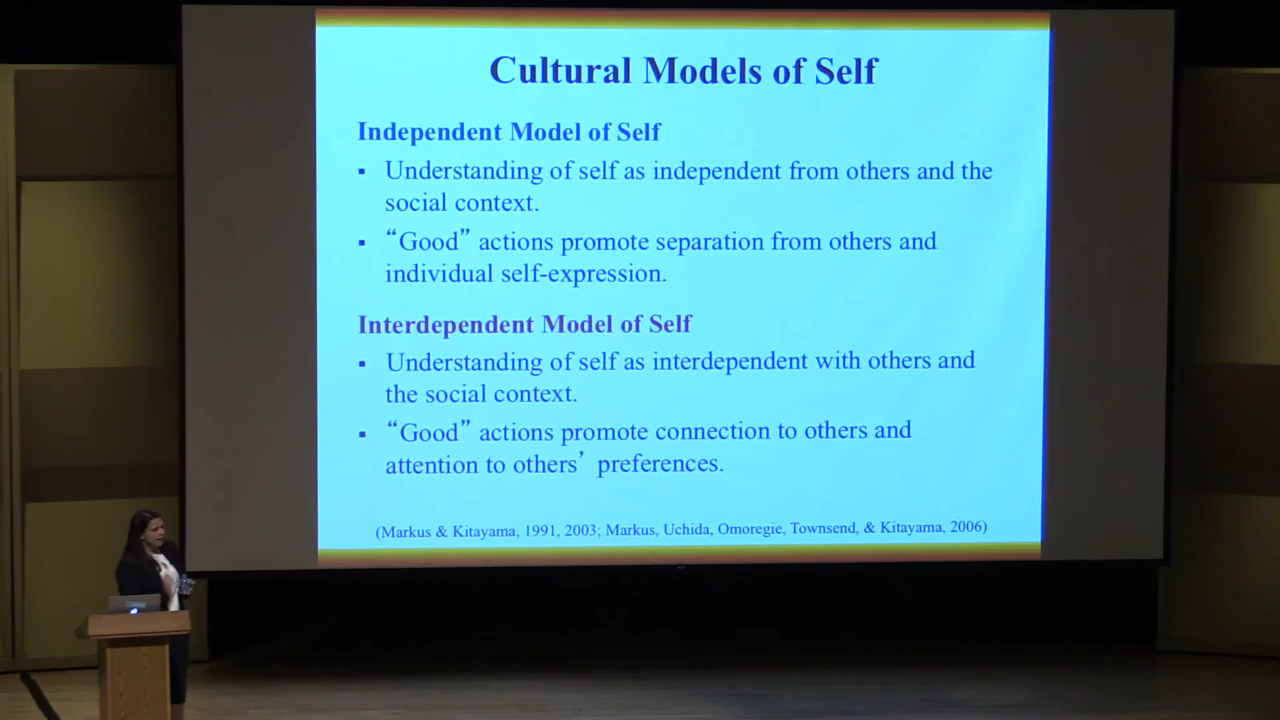 Cultural Models of Self
Independent Model of Self
▪ Understanding of self as independent from others and the
social context.
▪ “Good” actions promote separation from others and
individual self-expression.
Interdependent Model of Self
▪ Understanding of self as interdependent with others and
the social context.
▪ “Good” actions promote connection to others and
attention to others’ preferences.
(Markus & Kitayama, 1991, 2003; Markus, Uchida, Omoregie, Townsend, & Kitayama, 2006)